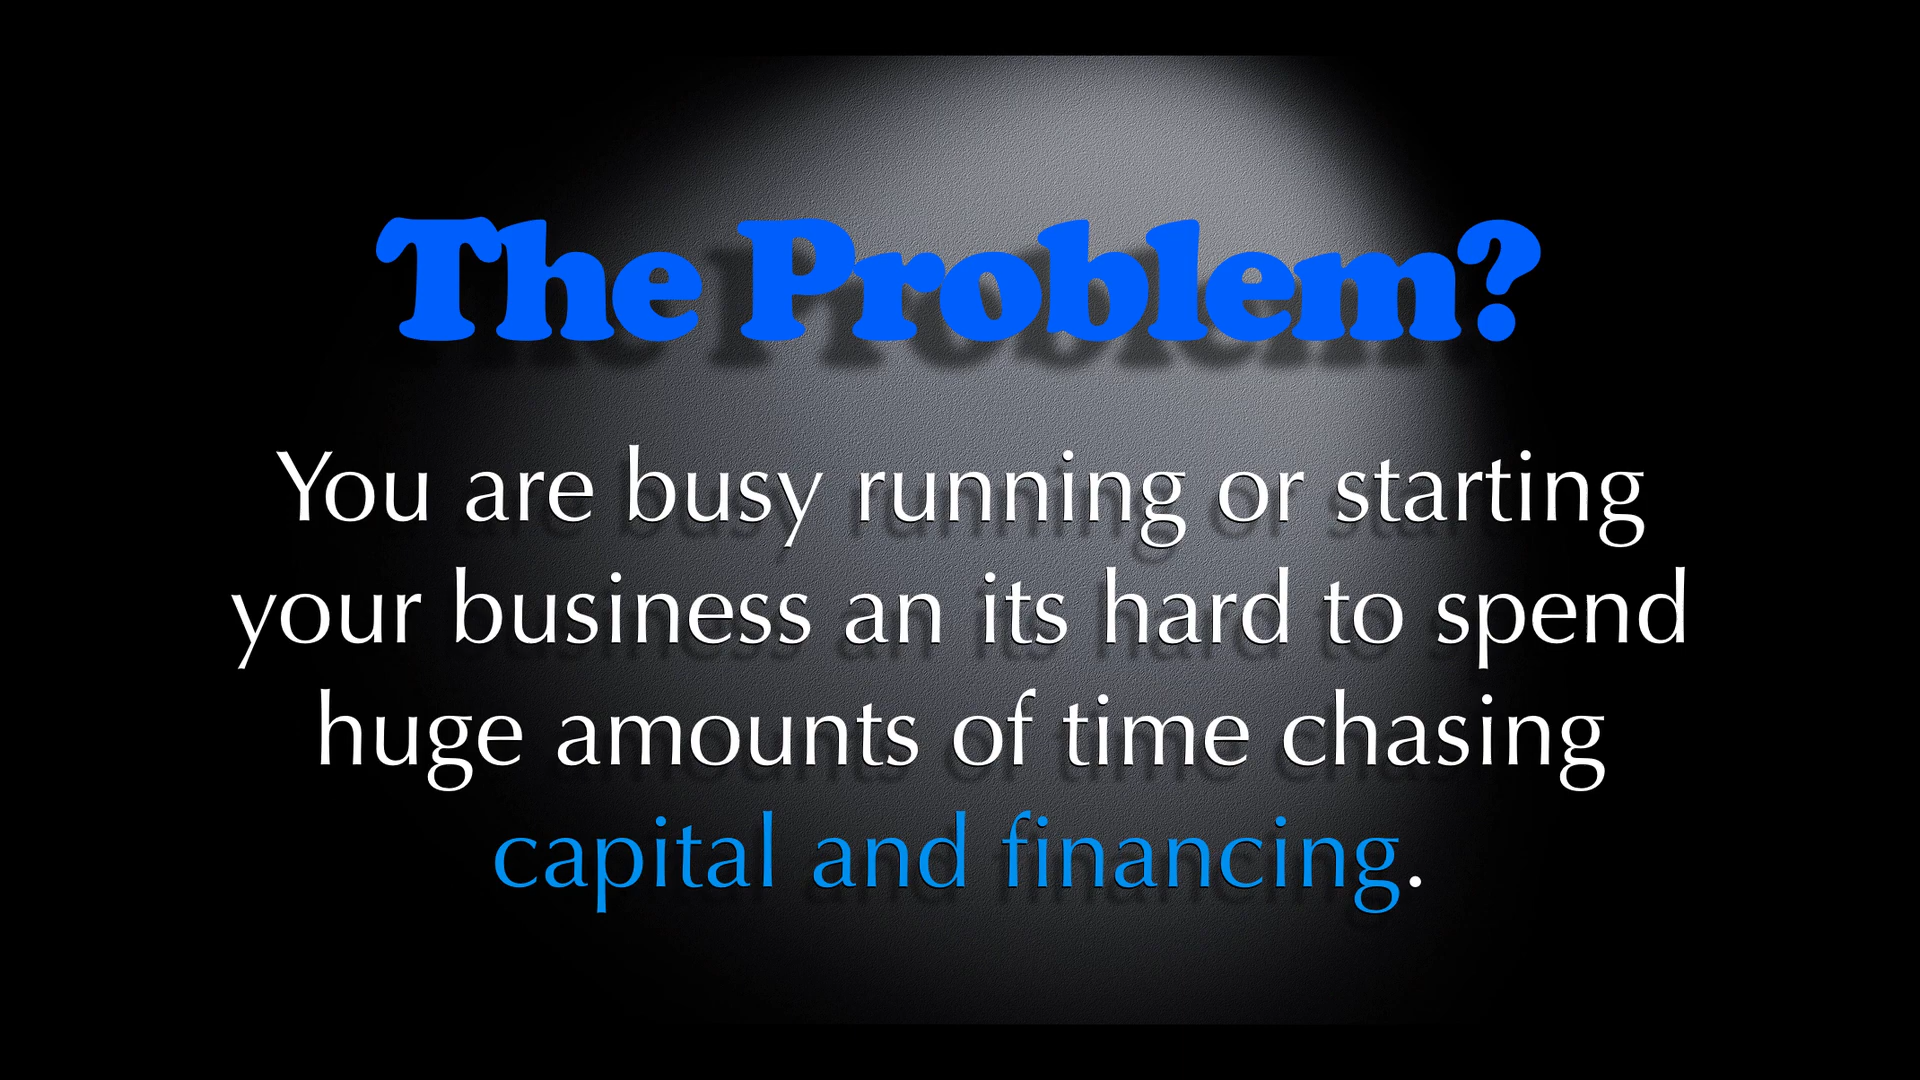 The Problem?
You are busy running or starting
your business an its hard to spend
huge amounts of time chasing
capital and financing.